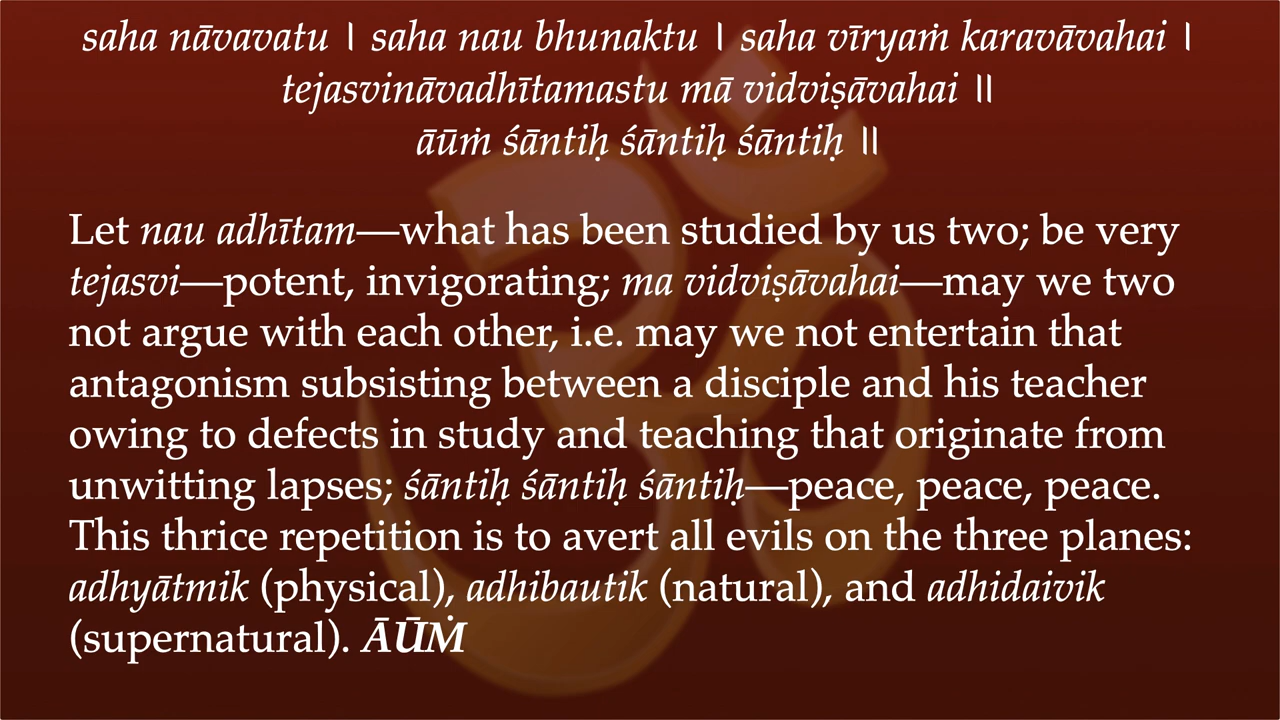 saha nāvavatu । saha nau bhunaktu । saha vīryaṁ karavāvahai ।
tejasvināvadhītamastu mā vidviṣāvahai ॥
āūṁ śāntiḥ śāntiḥ śāntiḥ ॥
Let nau adhītam—what has been studied by us two; be very
tejasvi—potent, invigorating; ma vidviṣāvahai—may we two
not argue with each other, i.e. may we not entertain that
antagonism subsisting between a disciple and his teacher
owing to defects in study and teaching that originate from
unwitting lapses; śāntiḥ śāntiḥ śāntiḥ—peace, peace, peace.
This thrice repetition is to avert all evils on the three planes:
adhyātmik (physical), adhibautik (natural), and adhidaivik
(supernatural). ĀŪṀ